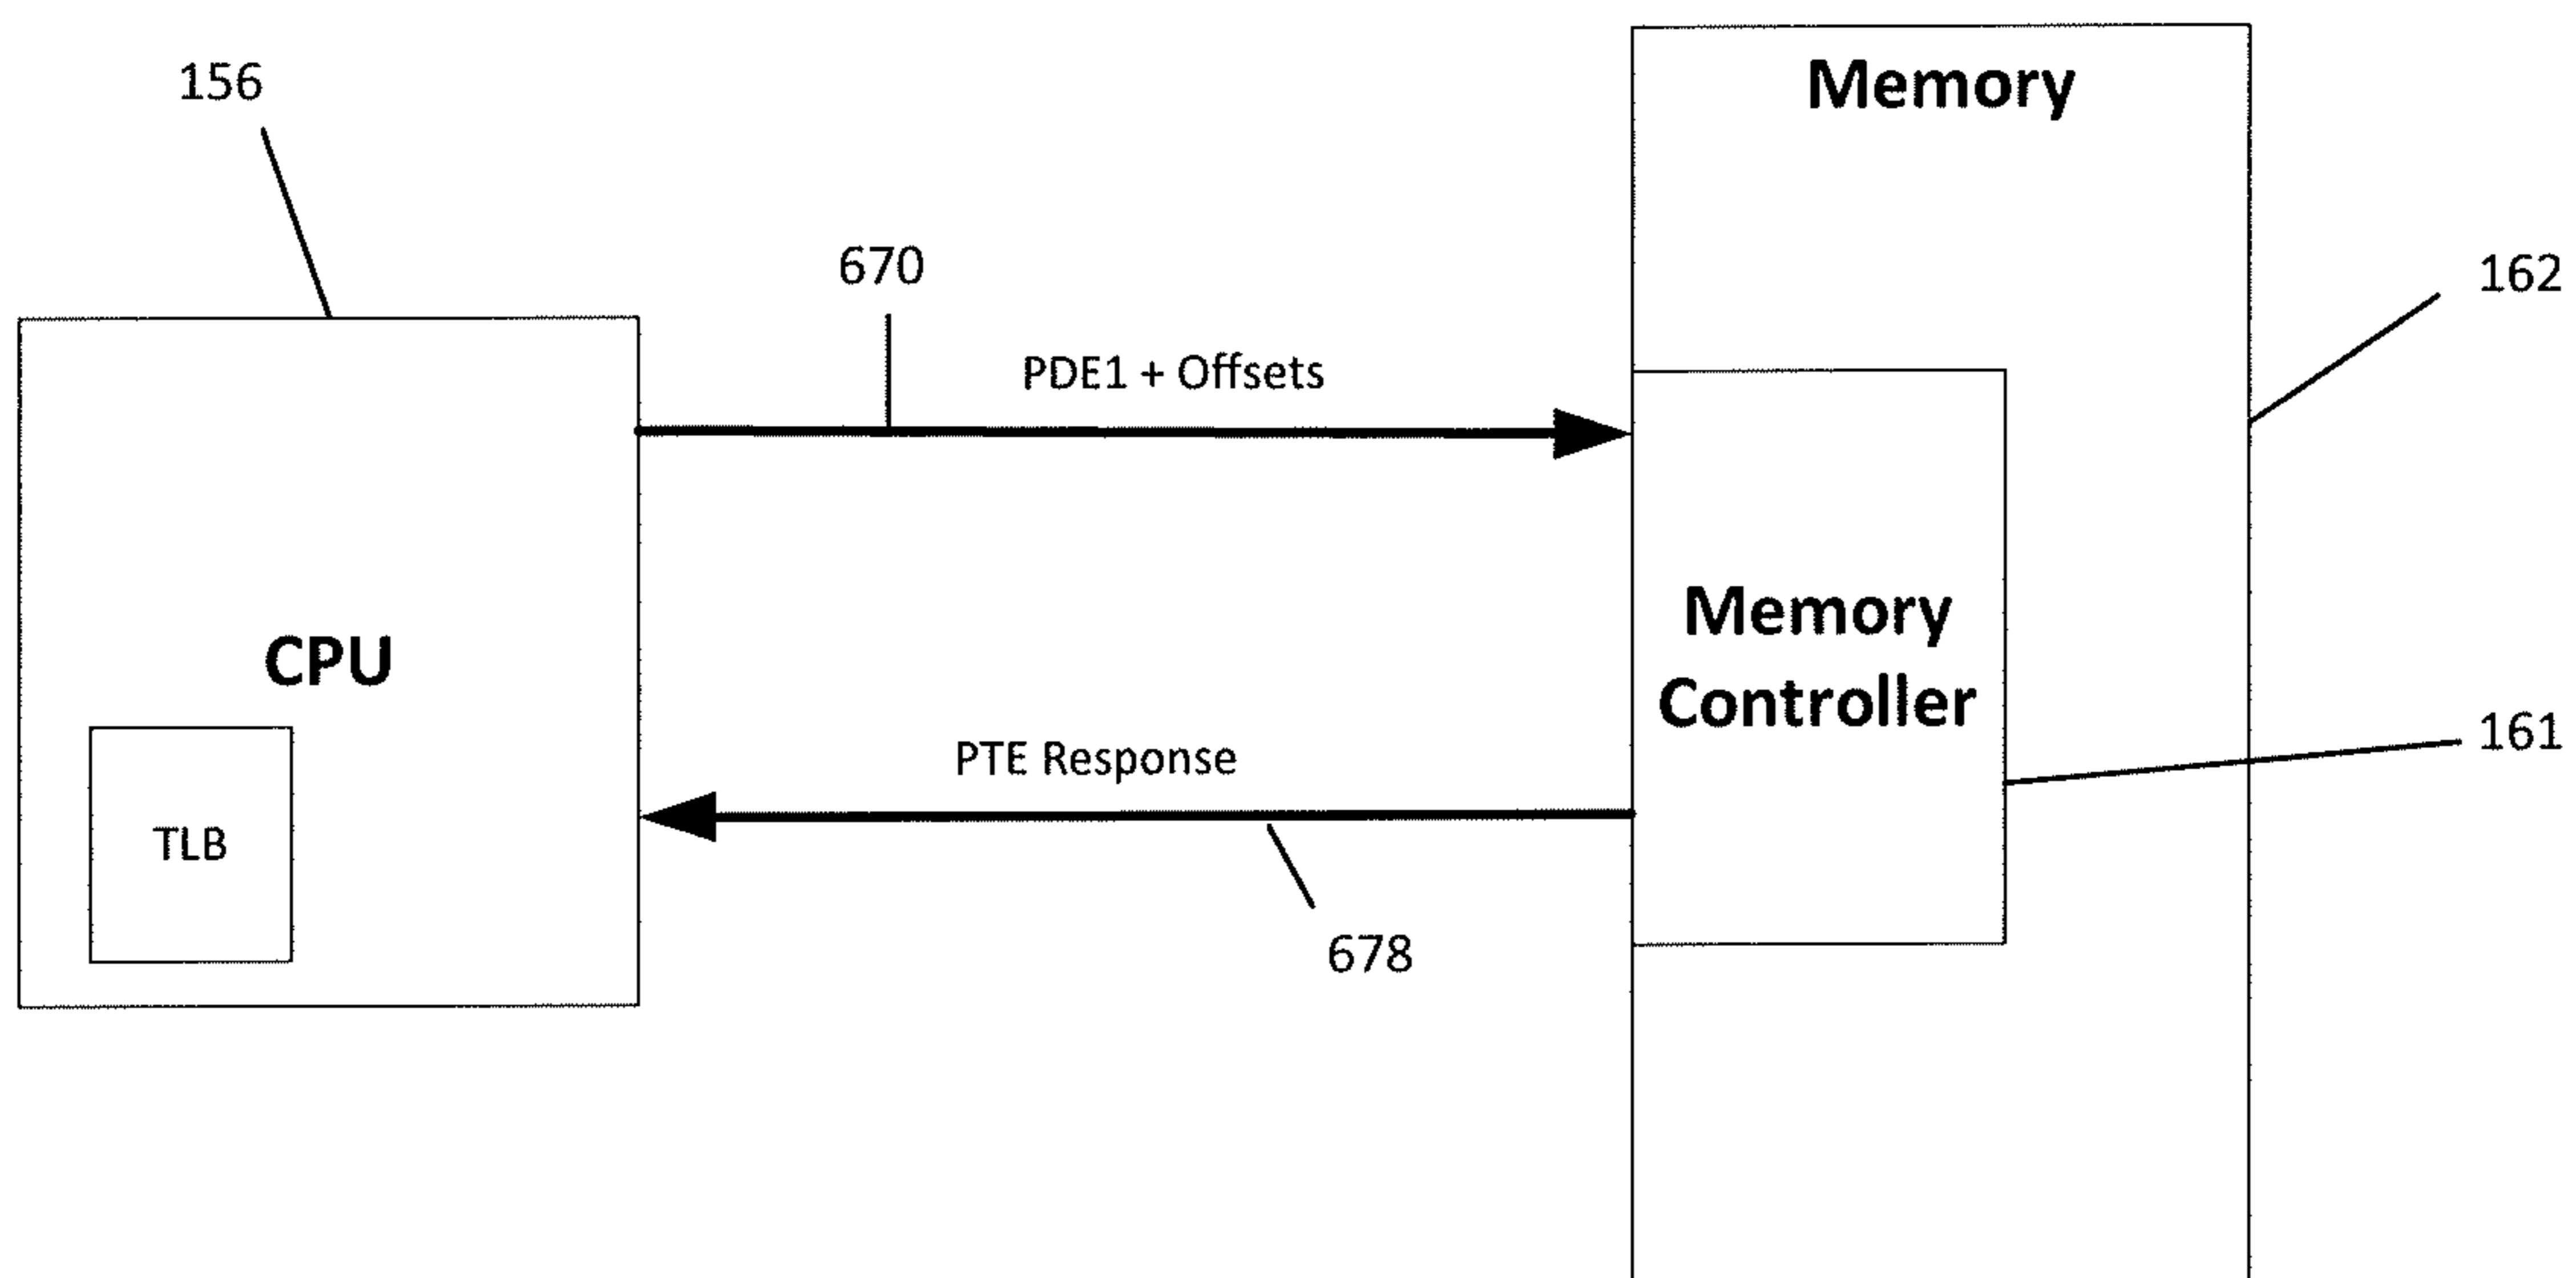 156
Memory
162
670
PDE1 + Offsets
CPU
Memory
Controller
161
PTE Response
TLB
678